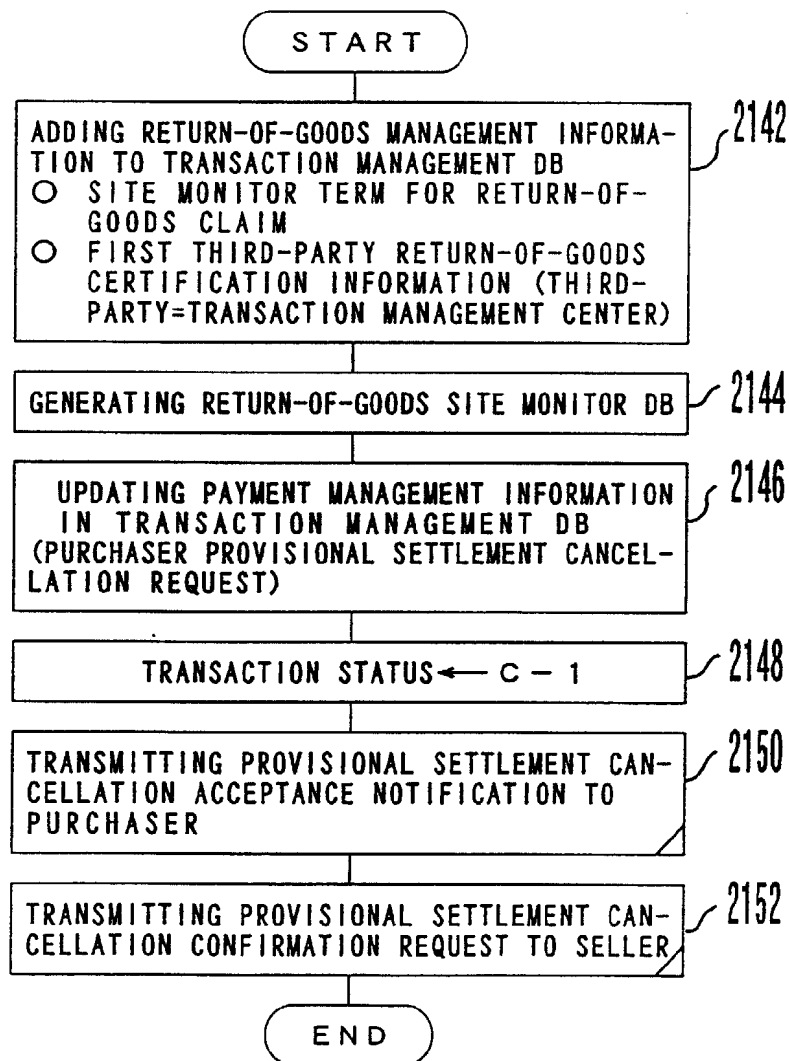 START
ADDING RETURN-OF-GOODS MANAGEMENT INFORMA-
TION TO TRANSACTION MANAGEMENT DB
○ SITE MONITOR TERM FOR RETURN-OF-
GOODS CLAIM
○ FIRST THIRD-PARTY RETURN-OF-GOODS
CERTIFICATION INFORMATION (THIRD-
PARTY=TRANSACTION MANAGEMENT CENTER)
2142
GENERATING RETURN-OF-GOODS SITE MONITOR DB
2144
UPDATING PAYMENT MANAGEMENT INFORMATION
IN TRANSACTION MANAGEMENT DB
(PURCHASER PROVISIONAL SETTLEMENT CANCEL-
LATION REQUEST)
2146
TRANSACTION STATUS ← C - 1
2148
TRANSMITTING PROVISIONAL SETTLEMENT CAN-
CELLATION ACCEPTANCE NOTIFICATION TO
PURCHASER
2150
TRANSMITTING PROVISIONAL SETTLEMENT CAN-
CELLATION CONFIRMATION REQUEST TO SELLER
2152
END